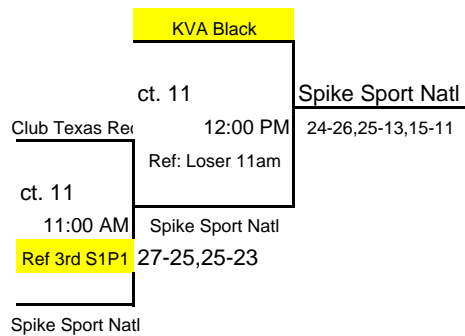 KVA Black
ct. 11
Spike Sport Natl
Club Texas Rec
12:00 PM
24-26,25-13,15-11
Ref: Loser 11am
ct. 11
11:00 AM
Spike Sport Natl
Ref 3rd S1P1
27-25,25-23
Spike Sport Natl